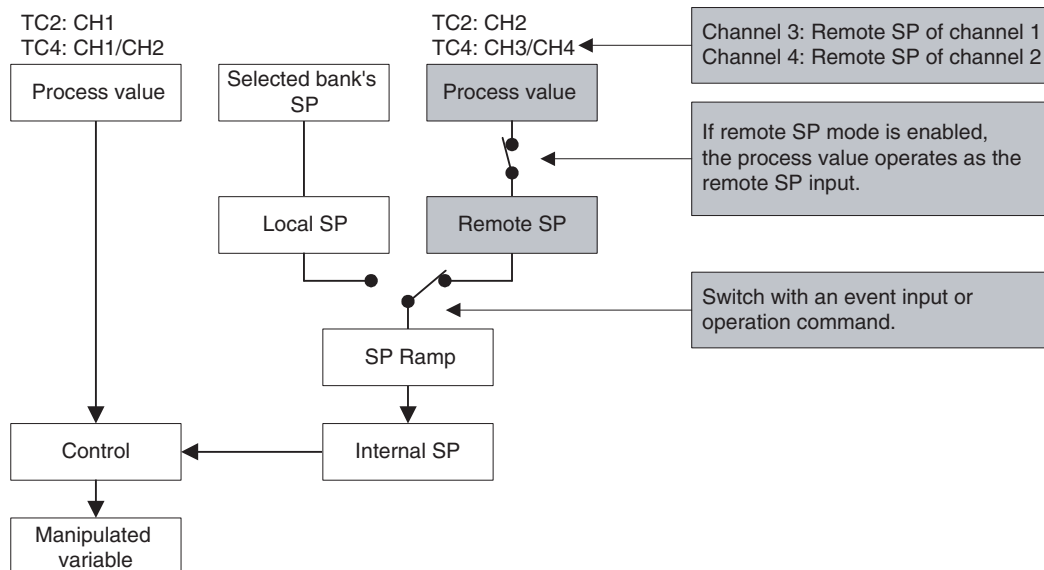 TC2: CH1
TC4: CH1/CH2
TC2: CH2
TC4: CH3/CH4
Channel 3: Remote SP of channel 1
Channel 4: Remote SP of channel 2
Process value
Selected bank's
SP
Process value
If remote SP mode is enabled,
the process value operates as the
remote SP input.
Local SP
Remote SP
Switch with an event input or
operation command.
SP Ramp
Control
Internal SP
Manipulated
variable